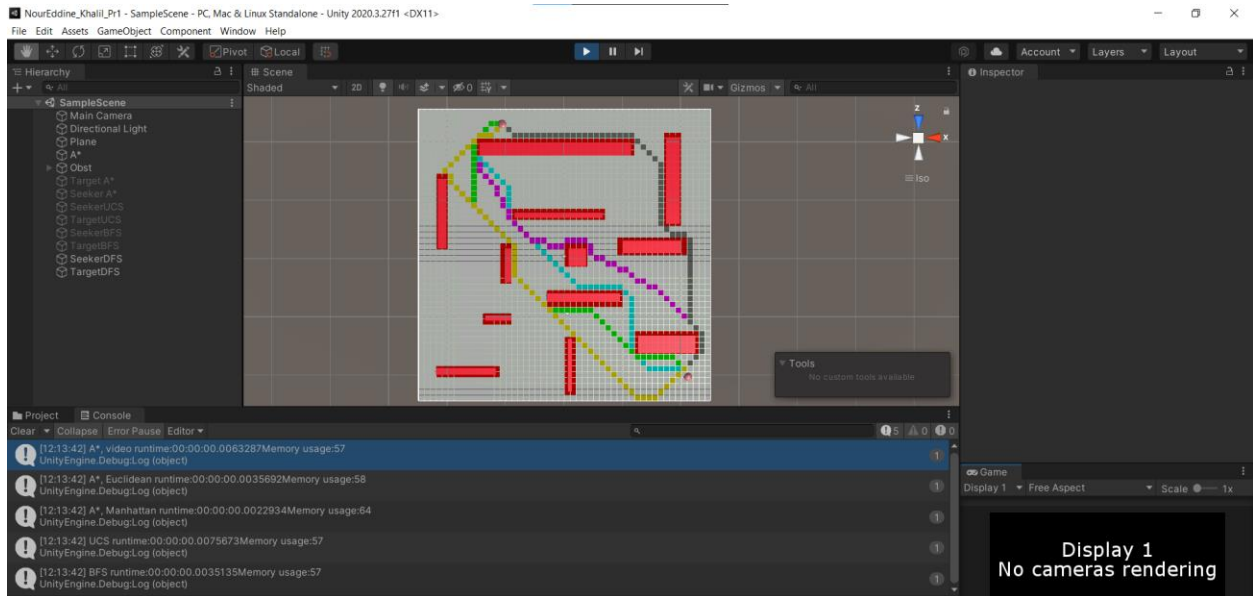 NourEddine_Khalil_Pr1 - SampleScene - PC, Mac & Linux Standalone - Unity 2020.3.27f1 <DX11>
File Edit Assets GameObject Component Window Help
Pivot Local Account Layers Layout
Hierarchy
All
SampleScene
Main Camera
Directional Light
Plane
A*
Obst
Target A*
Seeker A*
SeekerUCS
TargetUCS
SeekerBFS
TargetBFS
SeekerDFS
TargetDFS
Scene
Shaded 2D 0 Gizmos All
z
x
Iso
Tools
No custom tools available
Inspector
Project Console
Clear Collapse Error Pause Editor 5 0 0
[12:13:42] A*, video runtime:00:00:00.0063287Memory usage:57
UnityEngine.Debug:Log (object)
1
[12:13:42] A*, Euclidean runtime:00:00:00.0035692Memory usage:58
UnityEngine.Debug:Log (object)
1
[12:13:42] A*, Manhattan runtime:00:00:00.0022934Memory usage:64
UnityEngine.Debug:Log (object)
1
[12:13:42] UCS runtime:00:00:00.0075673Memory usage:57
UnityEngine.Debug:Log (object)
1
[12:13:42] BFS runtime:00:00:00.0035135Memory usage:57
UnityEngine.Debug:Log (object)
1
Game
Display 1 Free Aspect Scale 1x
Display 1
No cameras rendering